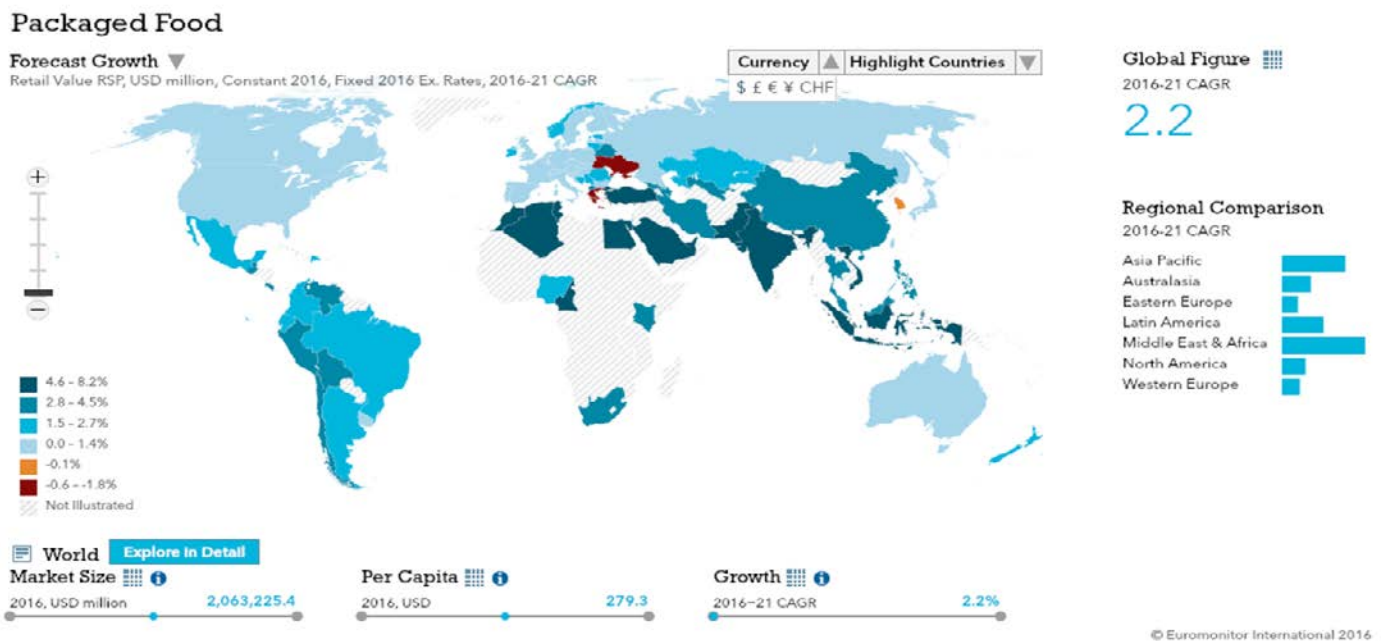 Packaged Food
Forecast Growth
Retail Value RSP, USD million, Constant 2016, Fixed 2016 Ex. Rates, 2016-21 CAGR
Currency
Highlight Countries
$ £ € ¥ CHF
Global Figure
2016-21 CAGR
2.2
Regional Comparison
2016-21 CAGR
Asia Pacific
Australasia
Eastern Europe
Latin America
Middle East & Africa
North America
Western Europe
+
−
4.6 - 8.2%
2.8 - 4.5%
1.5 - 2.7%
0.0 - 1.4%
-0.1%
-0.6 - -1.8%
Not Illustrated
World
Explore in Detail
Market Size
2016, USD million 2,063,225.4
Per Capita
2016, USD 279.3
Growth
2016-21 CAGR 2.2%
© Euromonitor International 2016